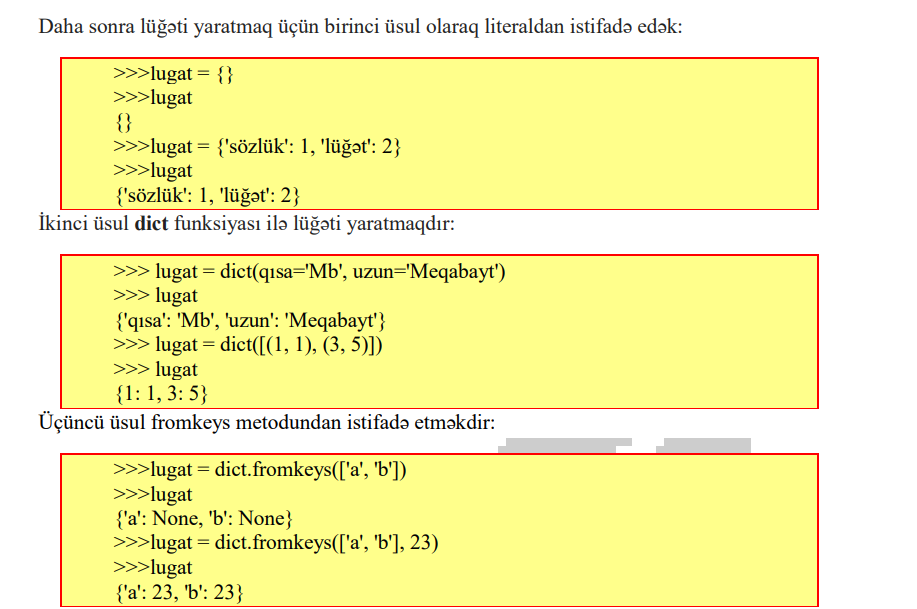 Daha sonra lüğəti yaratmaq üçün birinci üsul olaraq literaldan istifadə edək:
>>>lugat = {}
>>>lugat
{}
>>>lugat = {'sözlük': 1, 'lüğət': 2}
>>>lugat
{'sözlük': 1, 'lüğət': 2}
İkinci üsul dict funksiyası ilə lüğəti yaratmaqdır:
>>> lugat = dict(qısa='Mb', uzun='Meqabayt')
>>> lugat
{'qısa': 'Mb', 'uzun': 'Meqabayt'}
>>> lugat = dict([(1, 1), (3, 5)])
>>> lugat
{1: 1, 3: 5}
Üçüncü üsul fromkeys metodundan istifadə etməkdir:
>>>lugat = dict.fromkeys(['a', 'b'])
>>>lugat
{'a': None, 'b': None}
>>>lugat = dict.fromkeys(['a', 'b'], 23)
>>>lugat
{'a': 23, 'b': 23}